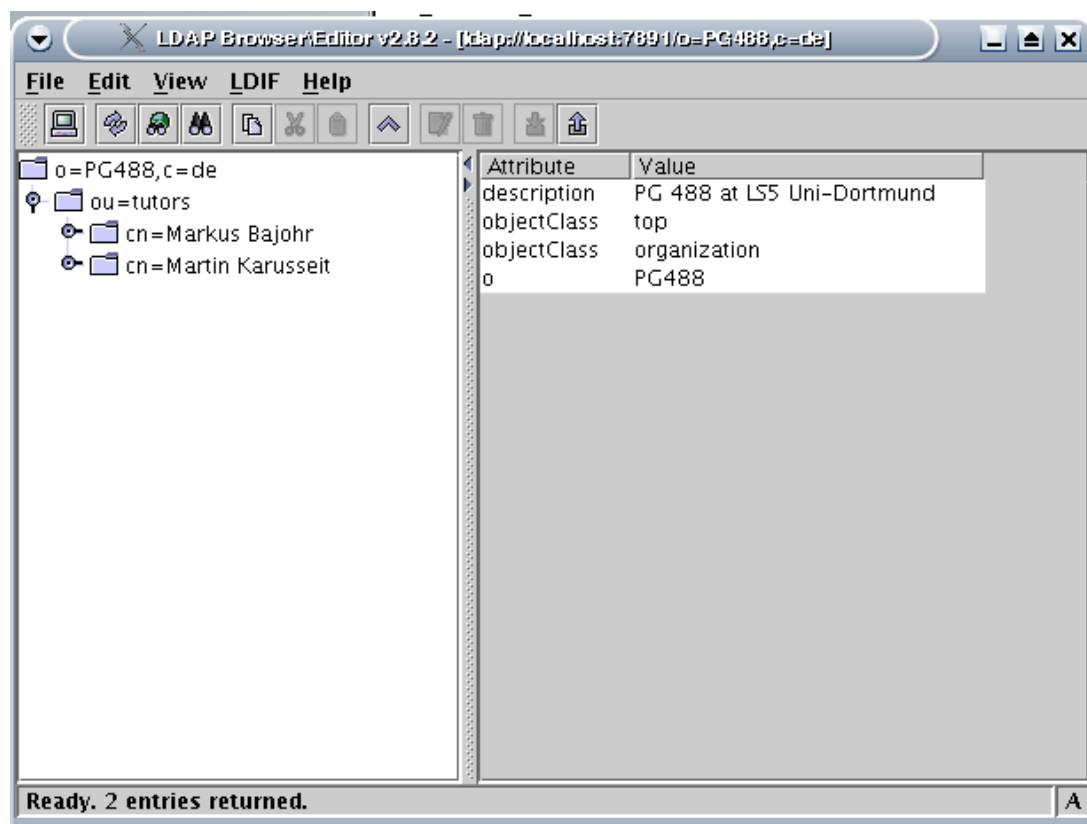 LDAP Browser\Editor v2.8.2 - [ldap://localhost:7891/o=PG488,c=de]
File Edit View LDIF Help
o=PG488,c=de
ou=tutors
cn=Markus Bajohr
cn=Martin Karusseit
Attribute Value
description PG 488 at LS5 Uni-Dortmund
objectClass top
objectClass organization
o PG488
Ready. 2 entries returned. A